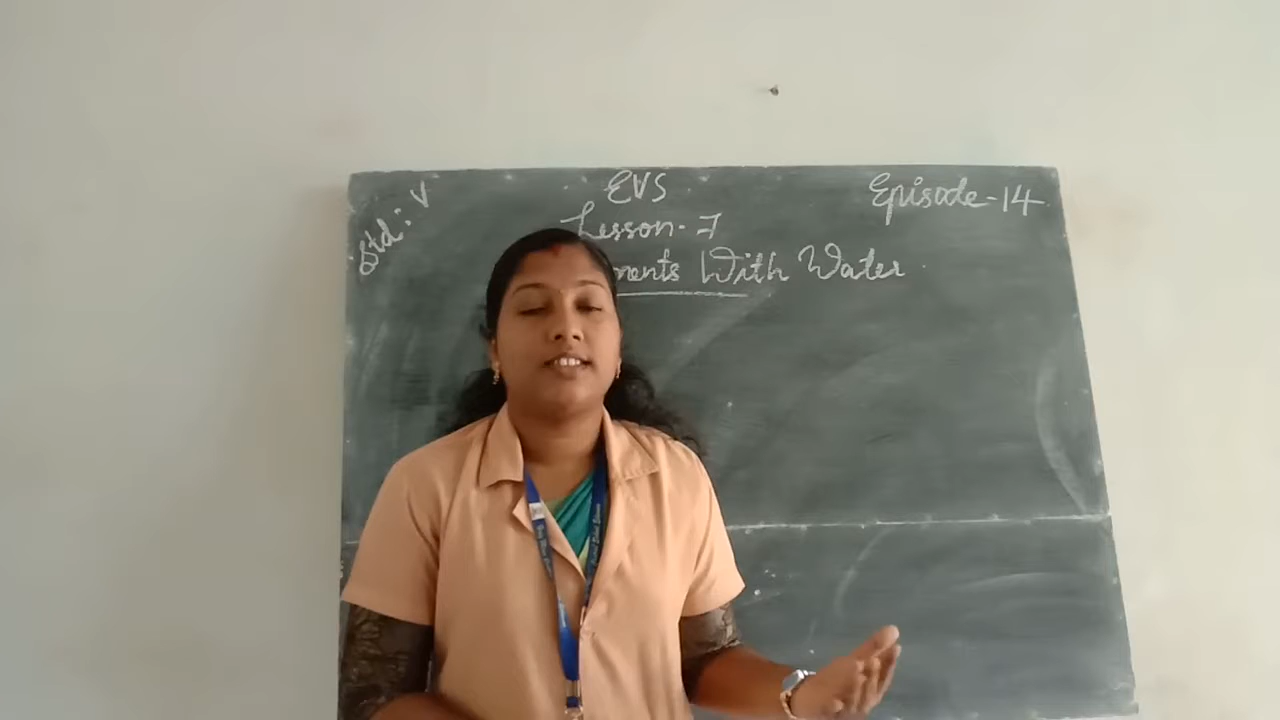 Std: V
EVS
Episode-14
Lesson-7
ments With Water